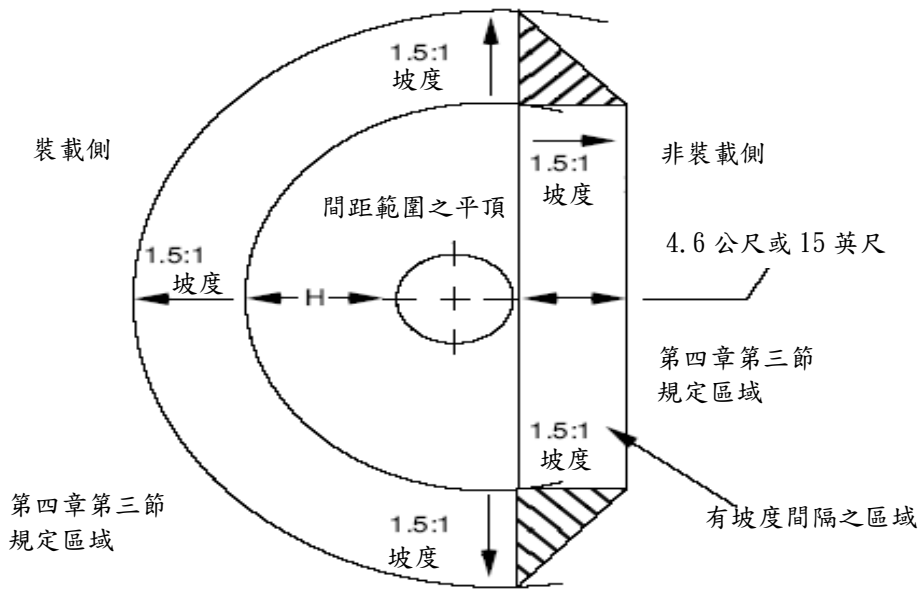 1.5:1
坡度
裝載側
非裝載側
1.5:1
坡度
間距範圍之平頂
4.6 公尺或 15 英尺
1.5:1
坡度
H
第四章第三節
規定區域
1.5:1
坡度
第四章第三節
規定區域
有坡度間隔之區域
1.5:1
坡度